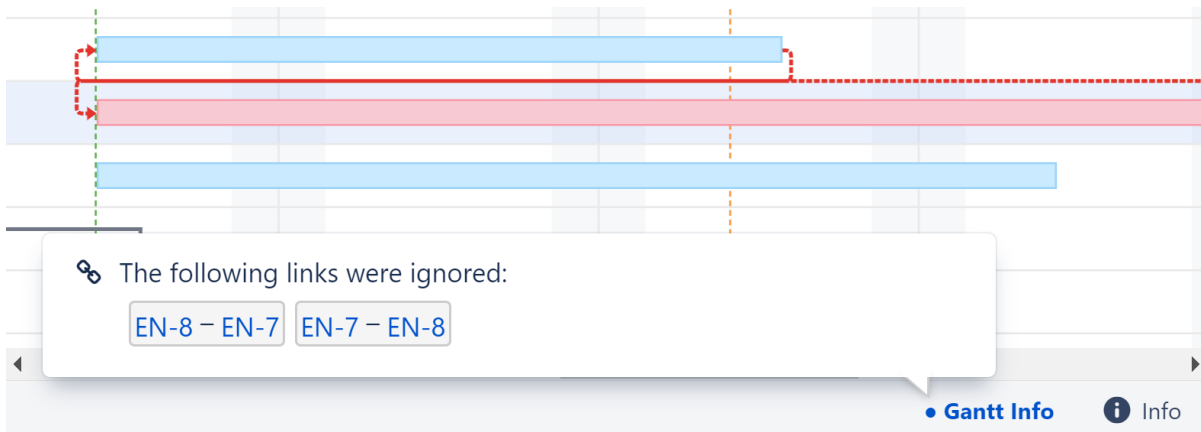 The following links were ignored:
EN-8 – EN-7 EN-7 – EN-8
• Gantt Info Info